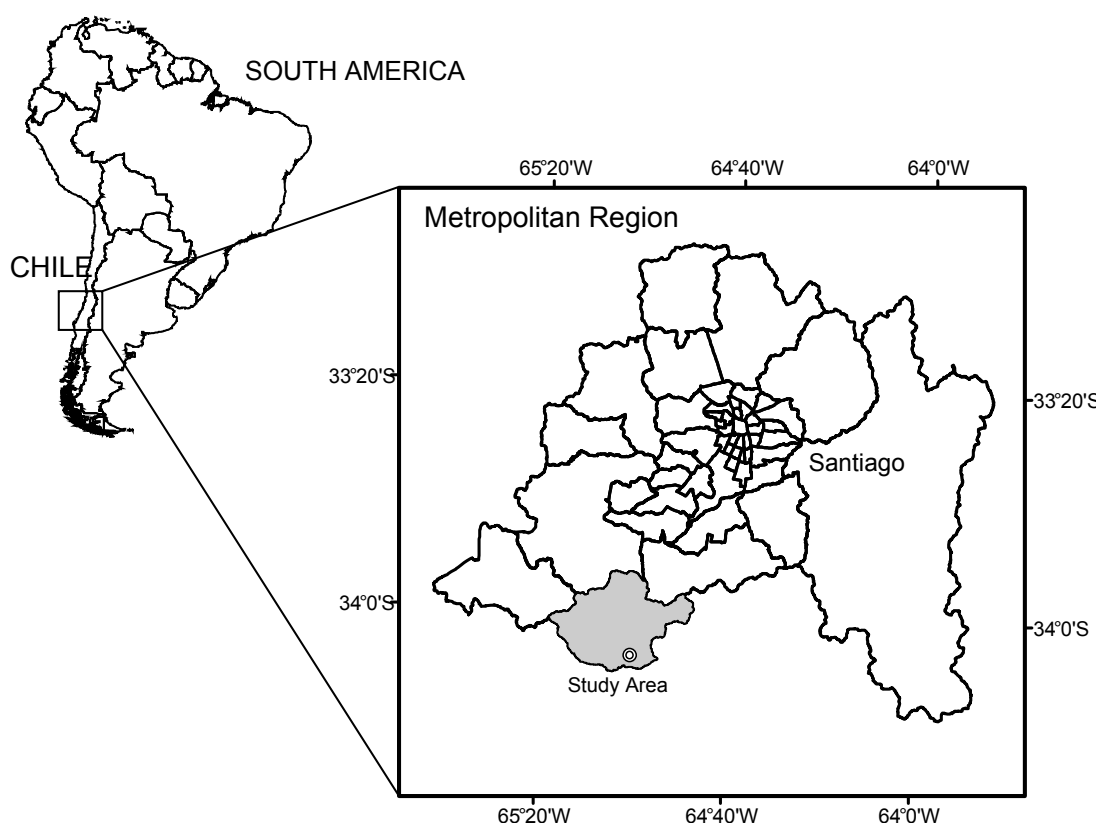 SOUTH AMERICA
CHILE
65°20'W 64°40'W 64°0'W
Metropolitan Region
33°20'S
33°20'S
Santiago
34°0'S
34°0'S
Study Area
65°20'W 64°40'W 64°0'W